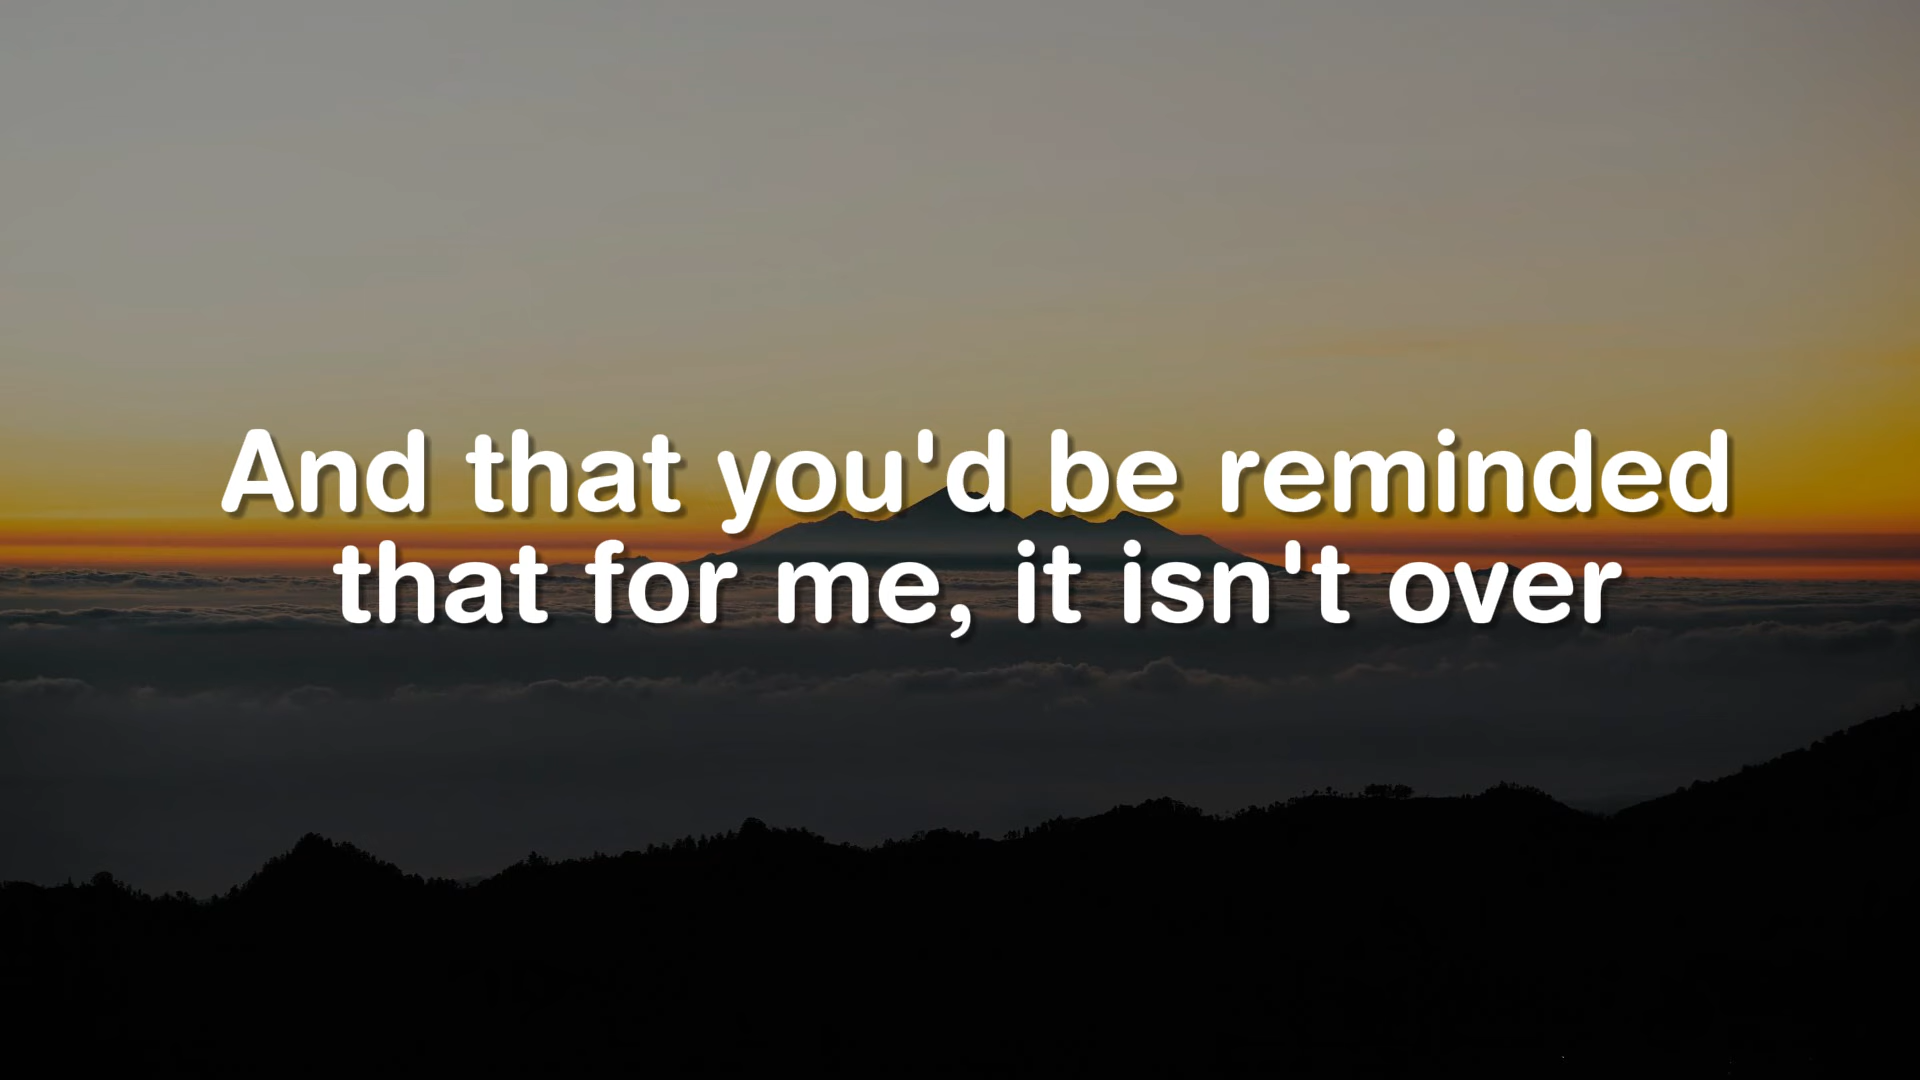 And that you'd be reminded
that for me, it isn't over